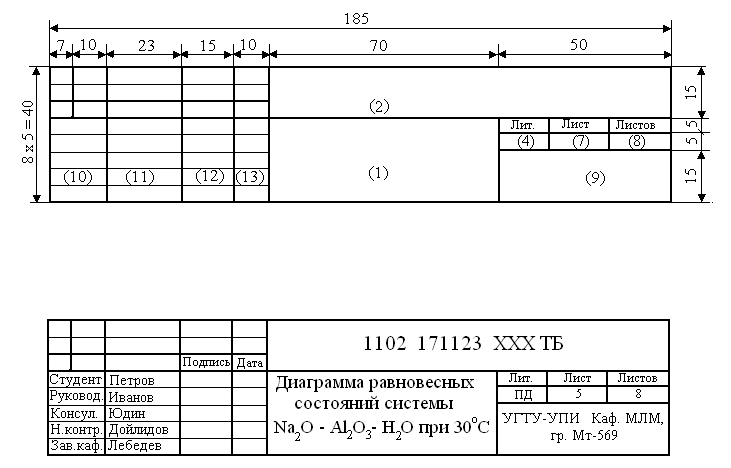 185
7 10 23 15 10 70 50
8 x 5 = 40
15
(2)
Лит. Лист Листов
5
(4) (7) (8)
5
(10) (11) (12) (13) (1) (9)
15
1102 171123 ХХХ ТБ
Подпись Дата
Студент Петров
Руковод. Иванов
Консул. Юдин
Н.контр. Дойлидов
Зав.каф. Лебедев
Диаграмма равновесных
состояний системы
Na₂O - Al₂O₃- H₂O при 30°С
Лит. Лист Листов
ПД 5 8
УГТУ-УПИ Каф. МЛМ,
гр. Мт-569